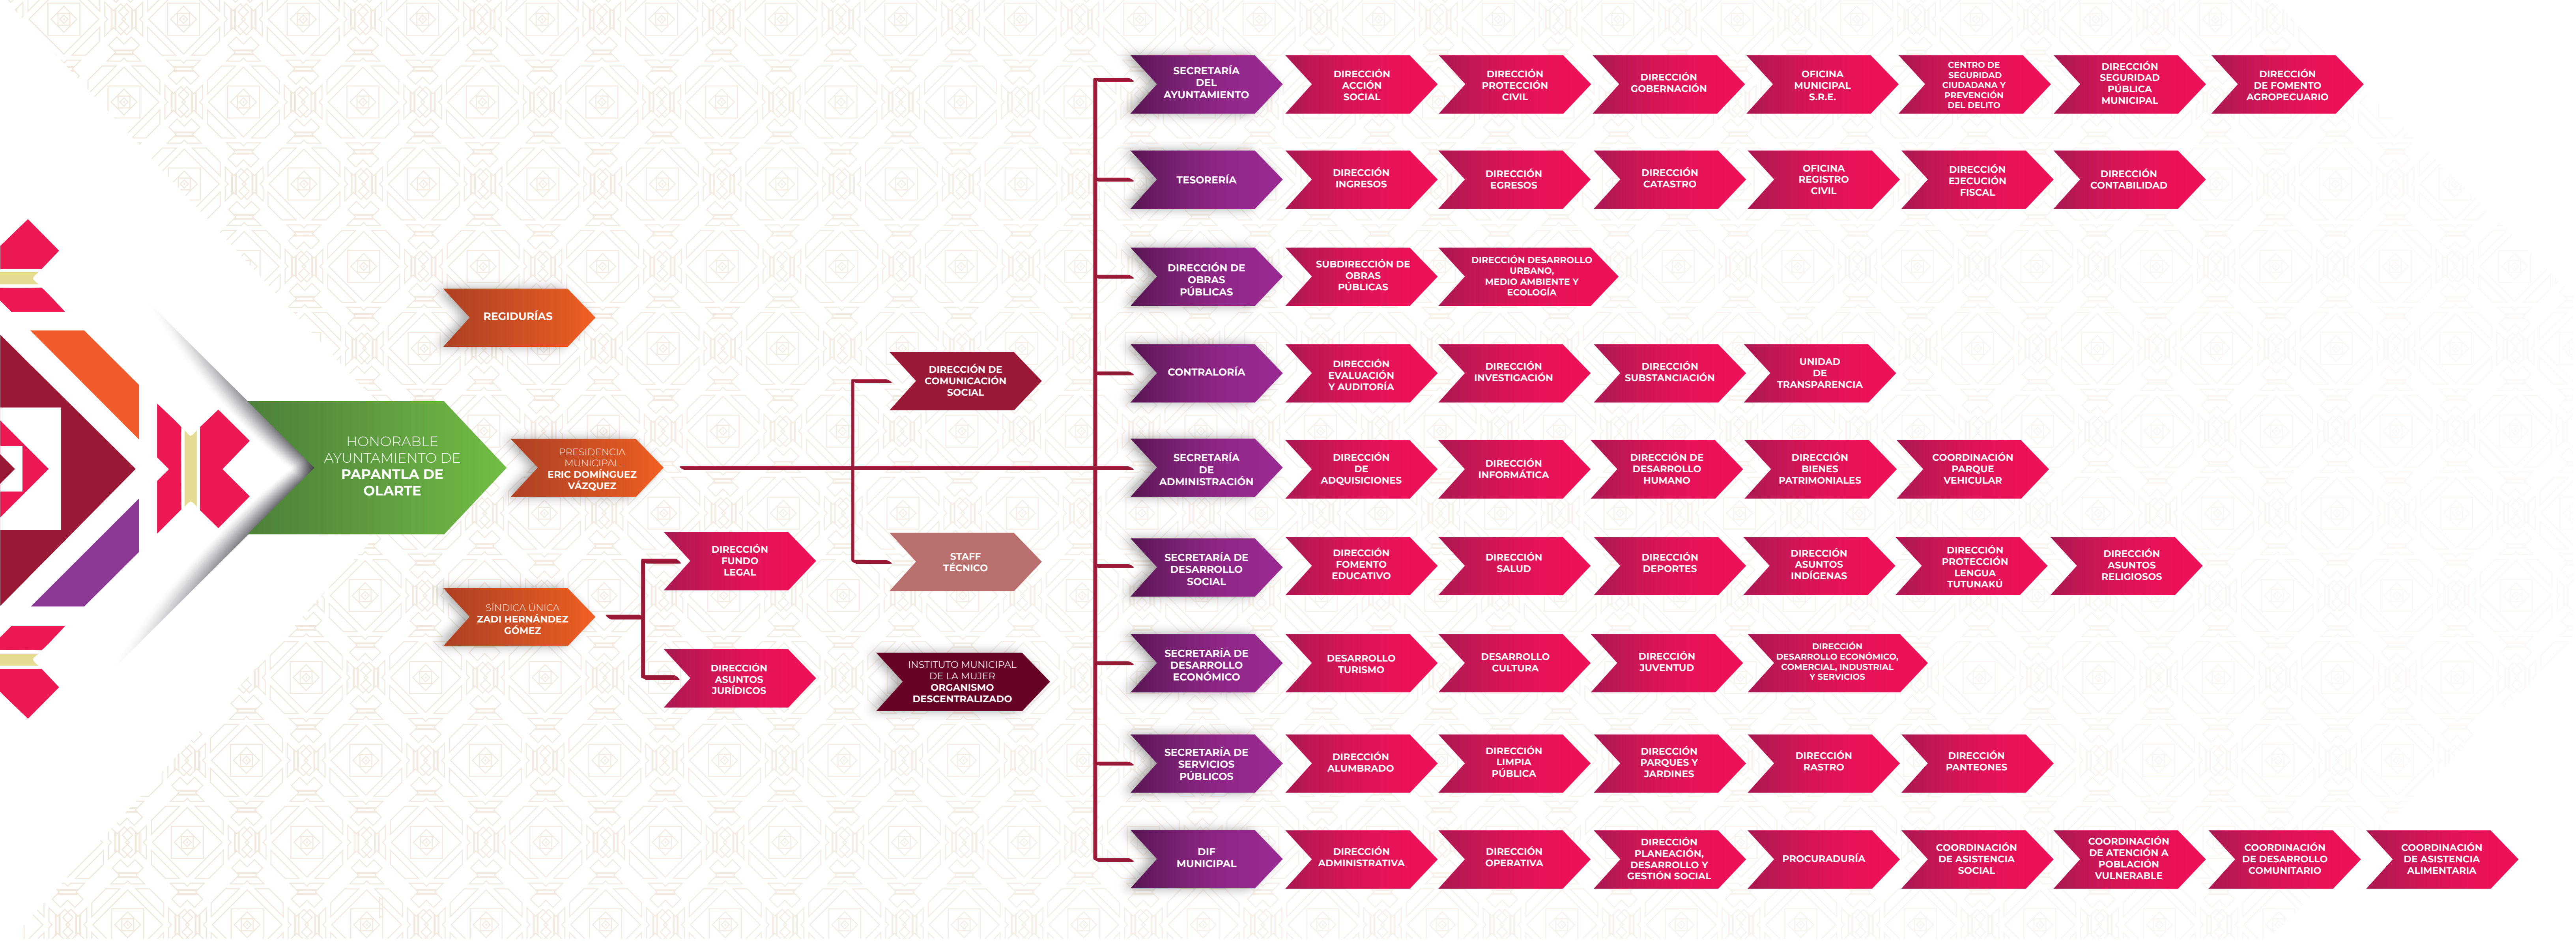 HONORABLE
AYUNTAMIENTO DE
PAPANTLA DE
OLARTE
REGIDURÍAS
PRESIDENCIA
MUNICIPAL
ERIC DOMÍNGUEZ
VÁZQUEZ
SÍNDICA ÚNICA
ZADI HERNÁNDEZ
GÓMEZ
DIRECCIÓN
FUNDO
LEGAL
DIRECCIÓN
ASUNTOS
JURÍDICOS
DIRECCIÓN DE
COMUNICACIÓN
SOCIAL
STAFF
TÉCNICO
INSTITUTO MUNICIPAL
DE LA MUJER
ORGANISMO
DESCENTRALIZADO
SECRETARÍA
DEL
AYUNTAMIENTO
DIRECCIÓN
ACCIÓN
SOCIAL
DIRECCIÓN
PROTECCIÓN
CIVIL
DIRECCIÓN
GOBERNACIÓN
OFICINA
MUNICIPAL
S.R.E.
CENTRO DE
SEGURIDAD
CIUDADANA Y
PREVENCIÓN
DEL DELITO
DIRECCIÓN
SEGURIDAD
PÚBLICA
MUNICIPAL
DIRECCIÓN
DE FOMENTO
AGROPECUARIO
TESORERÍA
DIRECCIÓN
INGRESOS
DIRECCIÓN
EGRESOS
DIRECCIÓN
CATASTRO
OFICINA
REGISTRO
CIVIL
DIRECCIÓN
EJECUCIÓN
FISCAL
DIRECCIÓN
CONTABILIDAD
DIRECCIÓN DE
OBRAS
PÚBLICAS
SUBDIRECCIÓN DE
OBRAS
PÚBLICAS
DIRECCIÓN DESARROLLO
URBANO,
MEDIO AMBIENTE Y
ECOLOGÍA
CONTRALORÍA
DIRECCIÓN
EVALUACIÓN
Y AUDITORÍA
DIRECCIÓN
INVESTIGACIÓN
DIRECCIÓN
SUBSTANCIACIÓN
UNIDAD
DE
TRANSPARENCIA
SECRETARÍA
DE
ADMINISTRACIÓN
DIRECCIÓN
DE
ADQUISICIONES
DIRECCIÓN
INFORMÁTICA
DIRECCIÓN DE
DESARROLLO
HUMANO
DIRECCIÓN
BIENES
PATRIMONIALES
COORDINACIÓN
PARQUE
VEHICULAR
SECRETARÍA DE
DESARROLLO
SOCIAL
DIRECCIÓN
FOMENTO
EDUCATIVO
DIRECCIÓN
SALUD
DIRECCIÓN
DEPORTES
DIRECCIÓN
ASUNTOS
INDÍGENAS
DIRECCIÓN
PROTECCIÓN
LENGUA
TUTUNAKÚ
DIRECCIÓN
ASUNTOS
RELIGIOSOS
SECRETARÍA DE
DESARROLLO
ECONÓMICO
DESARROLLO
TURISMO
DESARROLLO
CULTURA
DIRECCIÓN
JUVENTUD
DIRECCIÓN
DESARROLLO ECONÓMICO,
COMERCIAL, INDUSTRIAL
Y SERVICIOS
SECRETARÍA DE
SERVICIOS
PÚBLICOS
DIRECCIÓN
ALUMBRADO
DIRECCIÓN
LIMPIA
PÚBLICA
DIRECCIÓN
PARQUES Y
JARDINES
DIRECCIÓN
RASTRO
DIRECCIÓN
PANTEONES
DIF
MUNICIPAL
DIRECCIÓN
ADMINISTRATIVA
DIRECCIÓN
OPERATIVA
DIRECCIÓN
PLANEACIÓN,
DESARROLLO Y
GESTIÓN SOCIAL
PROCURADURÍA
COORDINACIÓN
DE ASISTENCIA
SOCIAL
COORDINACIÓN
DE ATENCIÓN A
POBLACIÓN
VULNERABLE
COORDINACIÓN
DE DESARROLLO
COMUNITARIO
COORDINACIÓN
DE ASISTENCIA
ALIMENTARIA